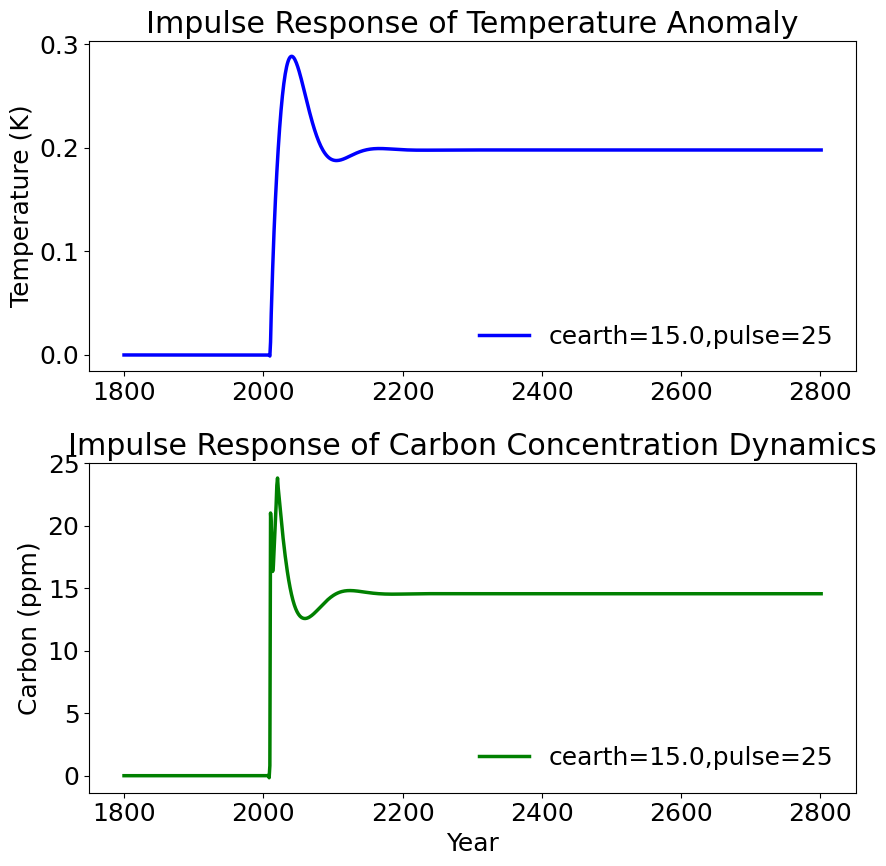 Impulse Response of Temperature Anomaly
0.3
0.2
0.1
0.0
Temperature (K)
cearth=15.0,pulse=25
1800 2000 2200 2400 2600 2800
Impulse Response of Carbon Concentration Dynamics
25
20
15
10
5
0
Carbon (ppm)
cearth=15.0,pulse=25
1800 2000 2200 2400 2600 2800
Year